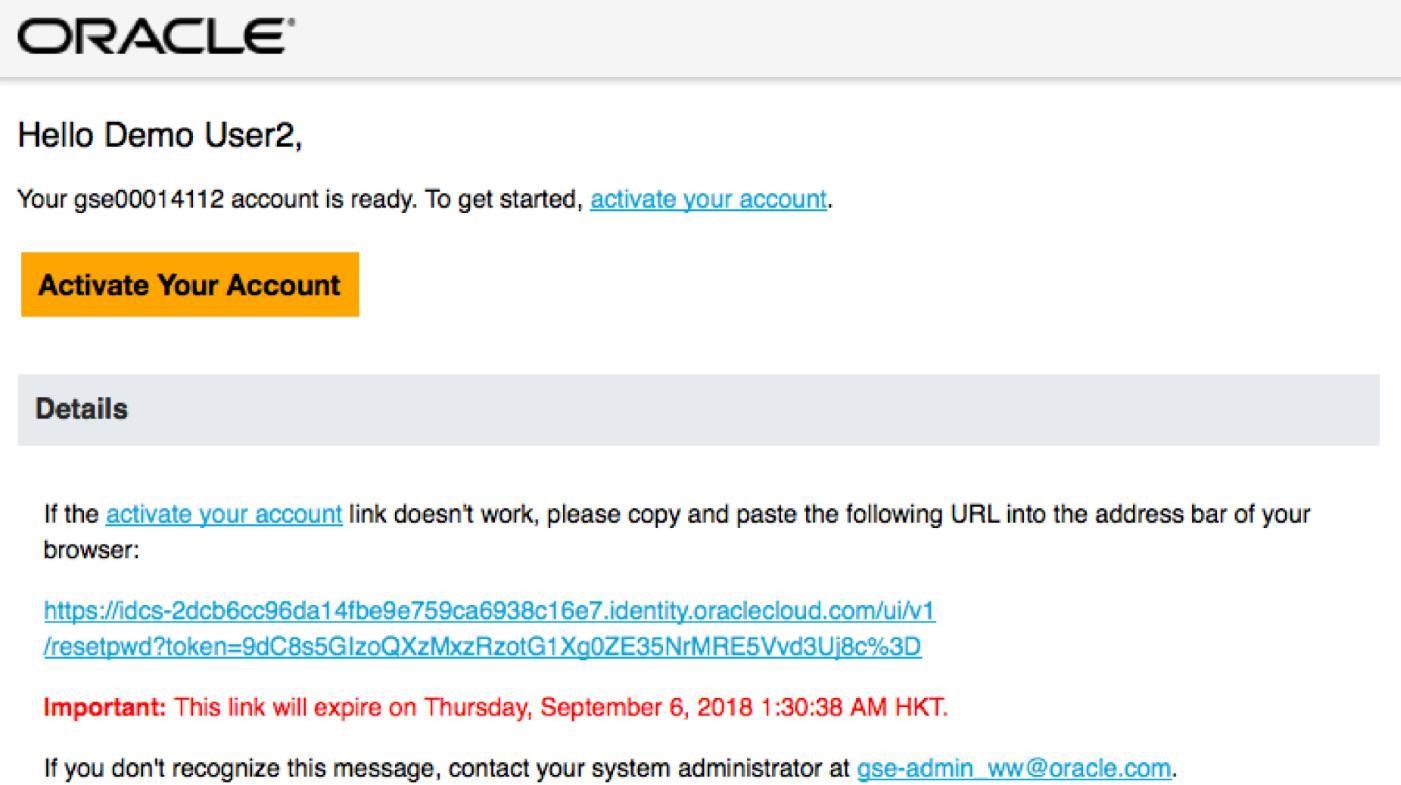 ORACLE®
Hello Demo User2,
Your gse00014112 account is ready. To get started, activate your account.
Activate Your Account
Details
If the activate your account link doesn't work, please copy and paste the following URL into the address bar of your
browser:
https://idcs-2dcb6cc96da14fbe9e759ca6938c16e7.identity.oraclecloud.com/ui/v1
/resetpwd?token=9dC8s5GIzoQXzMxzRzotG1Xg0ZE35NrMRE5Vvd3Uj8c%3D
Important: This link will expire on Thursday, September 6, 2018 1:30:38 AM HKT.
If you don't recognize this message, contact your system administrator at gse-admin_ww@oracle.com.